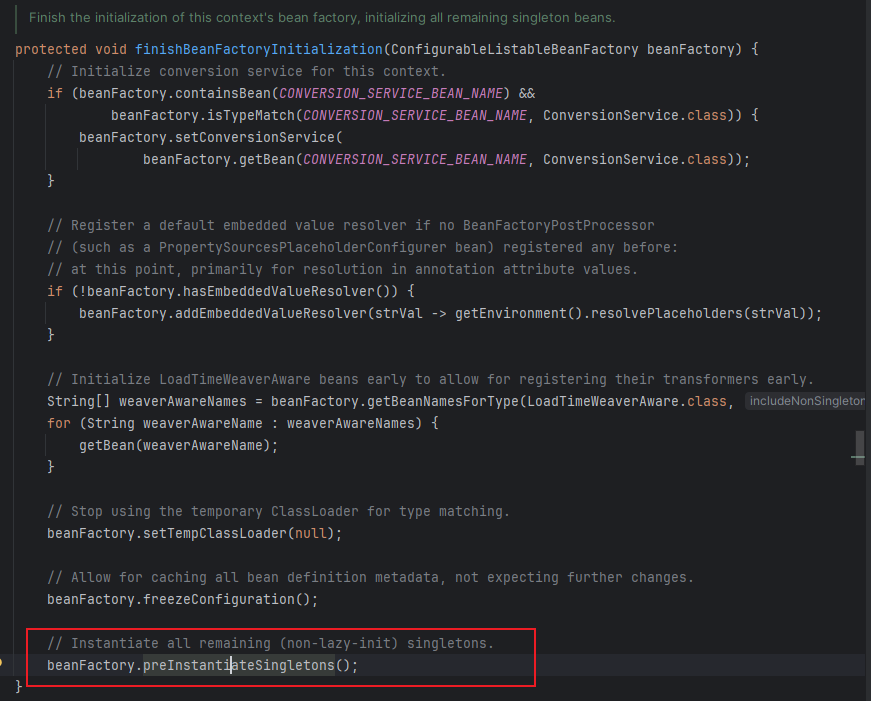 Finish the initialization of this context's bean factory, initializing all remaining singleton beans.
protected void finishBeanFactoryInitialization(ConfigurableListableBeanFactory beanFactory) {
    // Initialize conversion service for this context.
    if (beanFactory.containsBean(CONVERSION_SERVICE_BEAN_NAME) &&
            beanFactory.isTypeMatch(CONVERSION_SERVICE_BEAN_NAME, ConversionService.class)) {
        beanFactory.setConversionService(
                beanFactory.getBean(CONVERSION_SERVICE_BEAN_NAME, ConversionService.class));
    }
    // Register a default embedded value resolver if no BeanFactoryPostProcessor
    // (such as a PropertySourcesPlaceholderConfigurer bean) registered any before:
    // at this point, primarily for resolution in annotation attribute values.
    if (!beanFactory.hasEmbeddedValueResolver()) {
        beanFactory.addEmbeddedValueResolver(strVal -> getEnvironment().resolvePlaceholders(strVal));
    }
    // Initialize LoadTimeWeaverAware beans early to allow for registering their transformers early.
    String[] weaverAwareNames = beanFactory.getBeanNamesForType(LoadTimeWeaverAware.class, includeNonSingleton
    for (String weaverAwareName : weaverAwareNames) {
        getBean(weaverAwareName);
    }
    // Stop using the temporary ClassLoader for type matching.
    beanFactory.setTempClassLoader(null);
    // Allow for caching all bean definition metadata, not expecting further changes.
    beanFactory.freezeConfiguration();
    // Instantiate all remaining (non-lazy-init) singletons.
    beanFactory.preInstantiateSingletons();
}